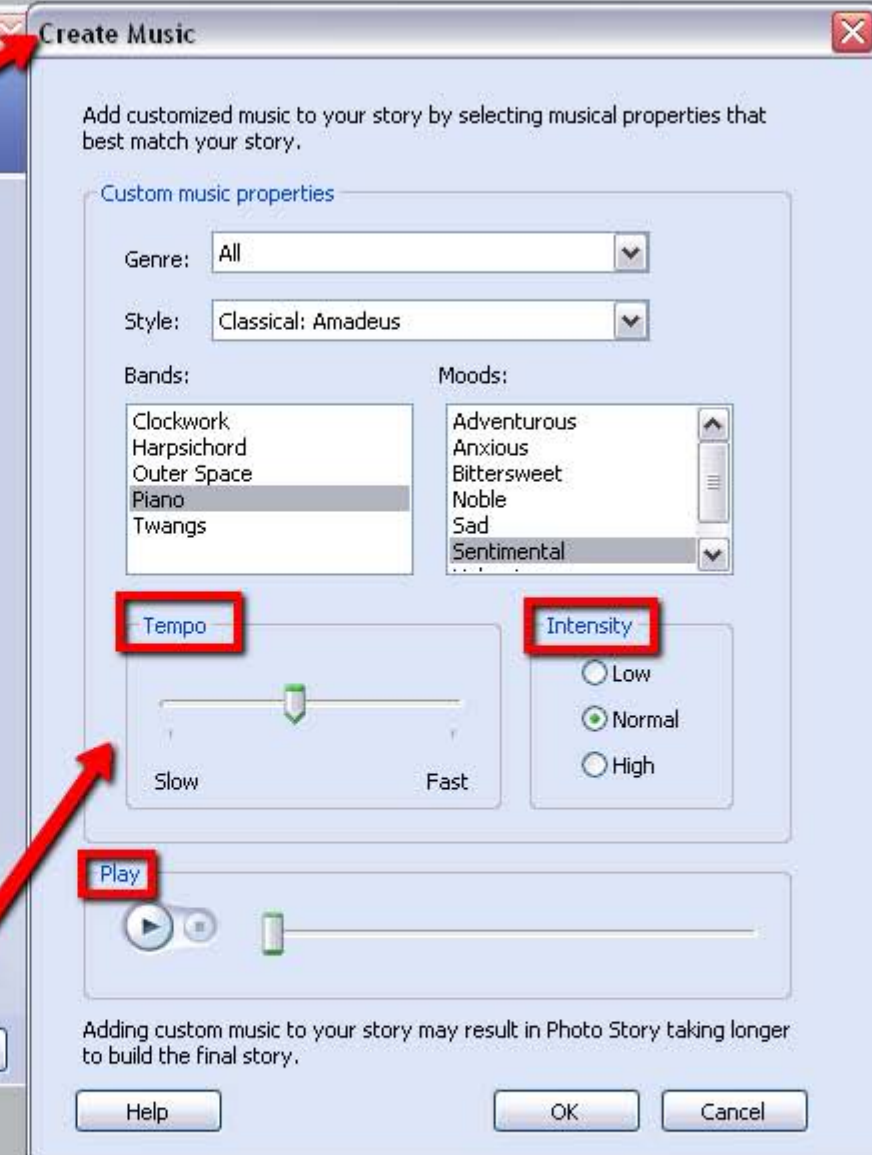 Create Music
Add customized music to your story by selecting musical properties that
best match your story.
Custom music properties
Genre: All
Style: Classical: Amadeus
Bands: Moods:
Clockwork
Harpsichord
Outer Space
Piano
Twangs
Adventurous
Anxious
Bittersweet
Noble
Sad
Sentimental
Tempo
Slow Fast
Intensity
Low
Normal
High
Play
Adding custom music to your story may result in Photo Story taking longer
to build the final story.
Help OK Cancel